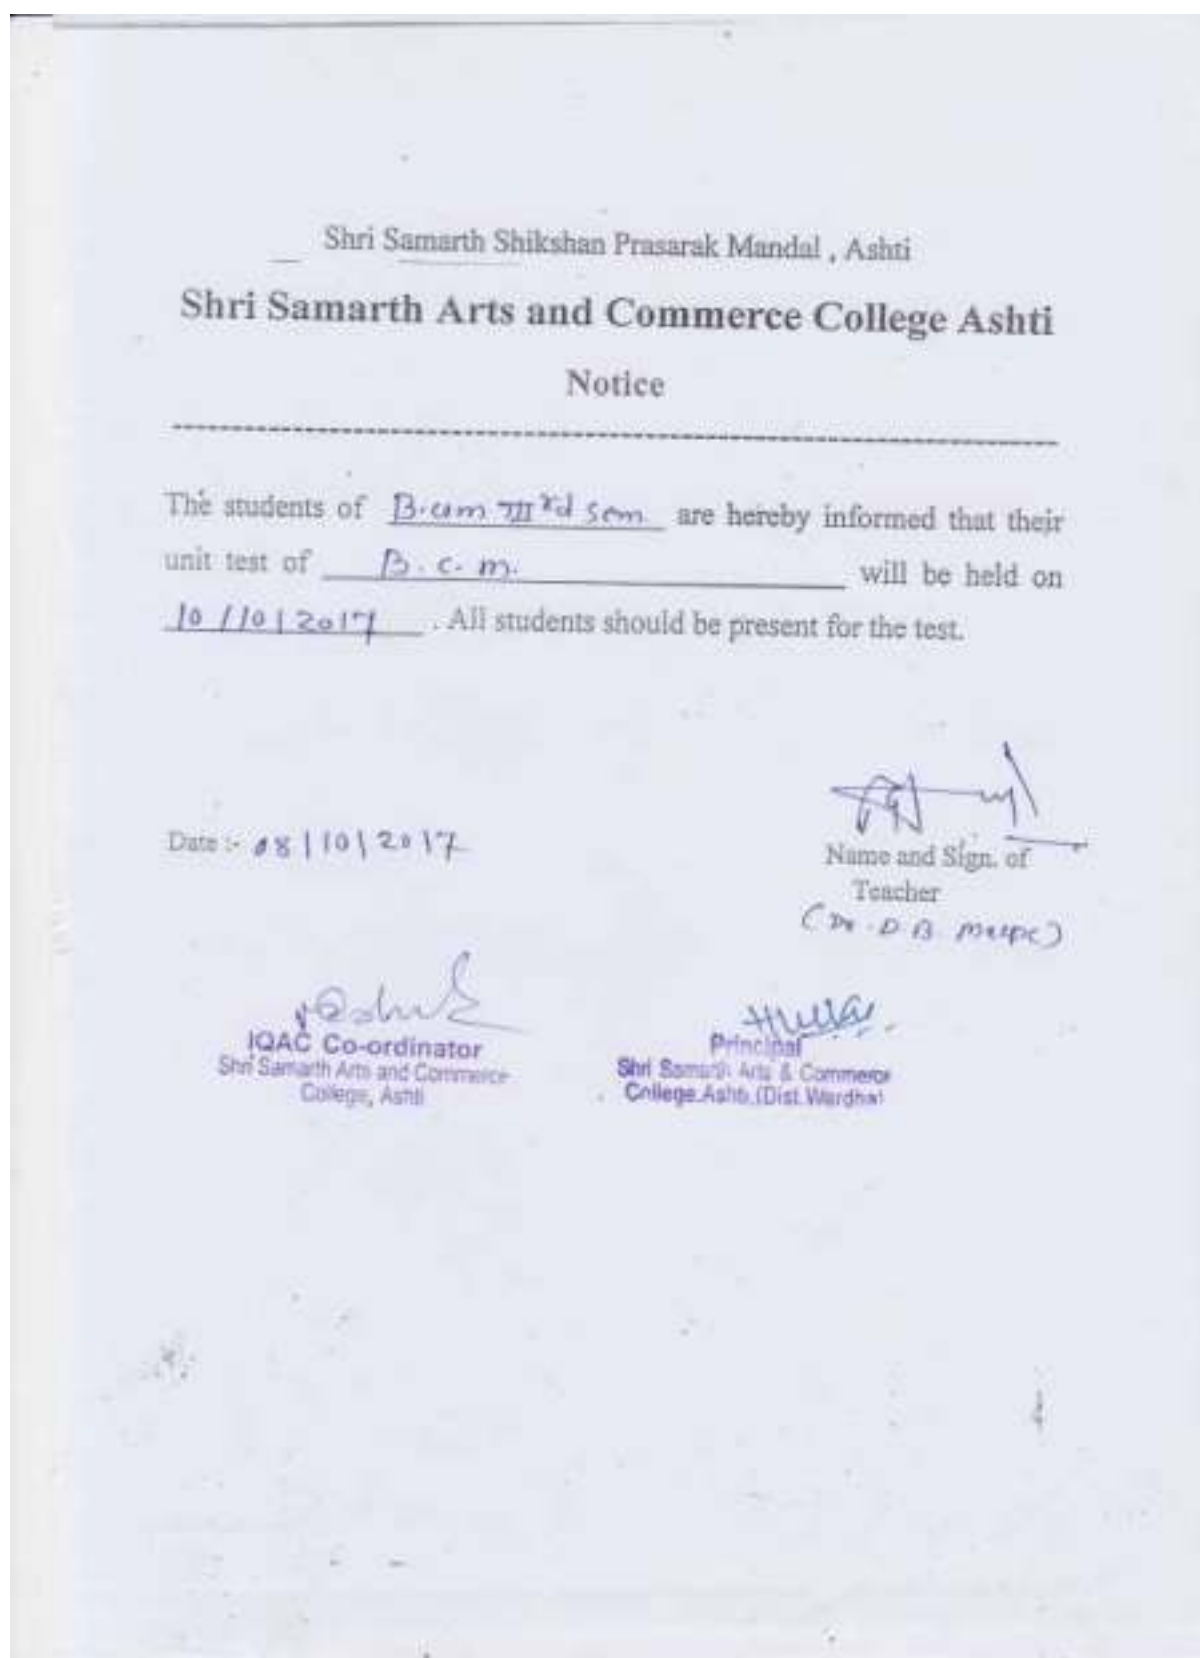 Shri Samarth Shikshan Prasarak Mandal , Ashti
Shri Samarth Arts and Commerce College Ashti
Notice
The students of B.com IIIrd sem are hereby informed that their
unit test of B. C. M. will be held on
10/10/2017 . All students should be present for the test.
Date :- 08/10/2017
Name and Sign. of
Teacher
(Dr. D. B.
IQAC Co-ordinator
Shri Samarth Arts and Commerce
College, Ashti
Principal
Shri Samarth Arts & Commerce
College.Ashti.(Dist.Wardha)